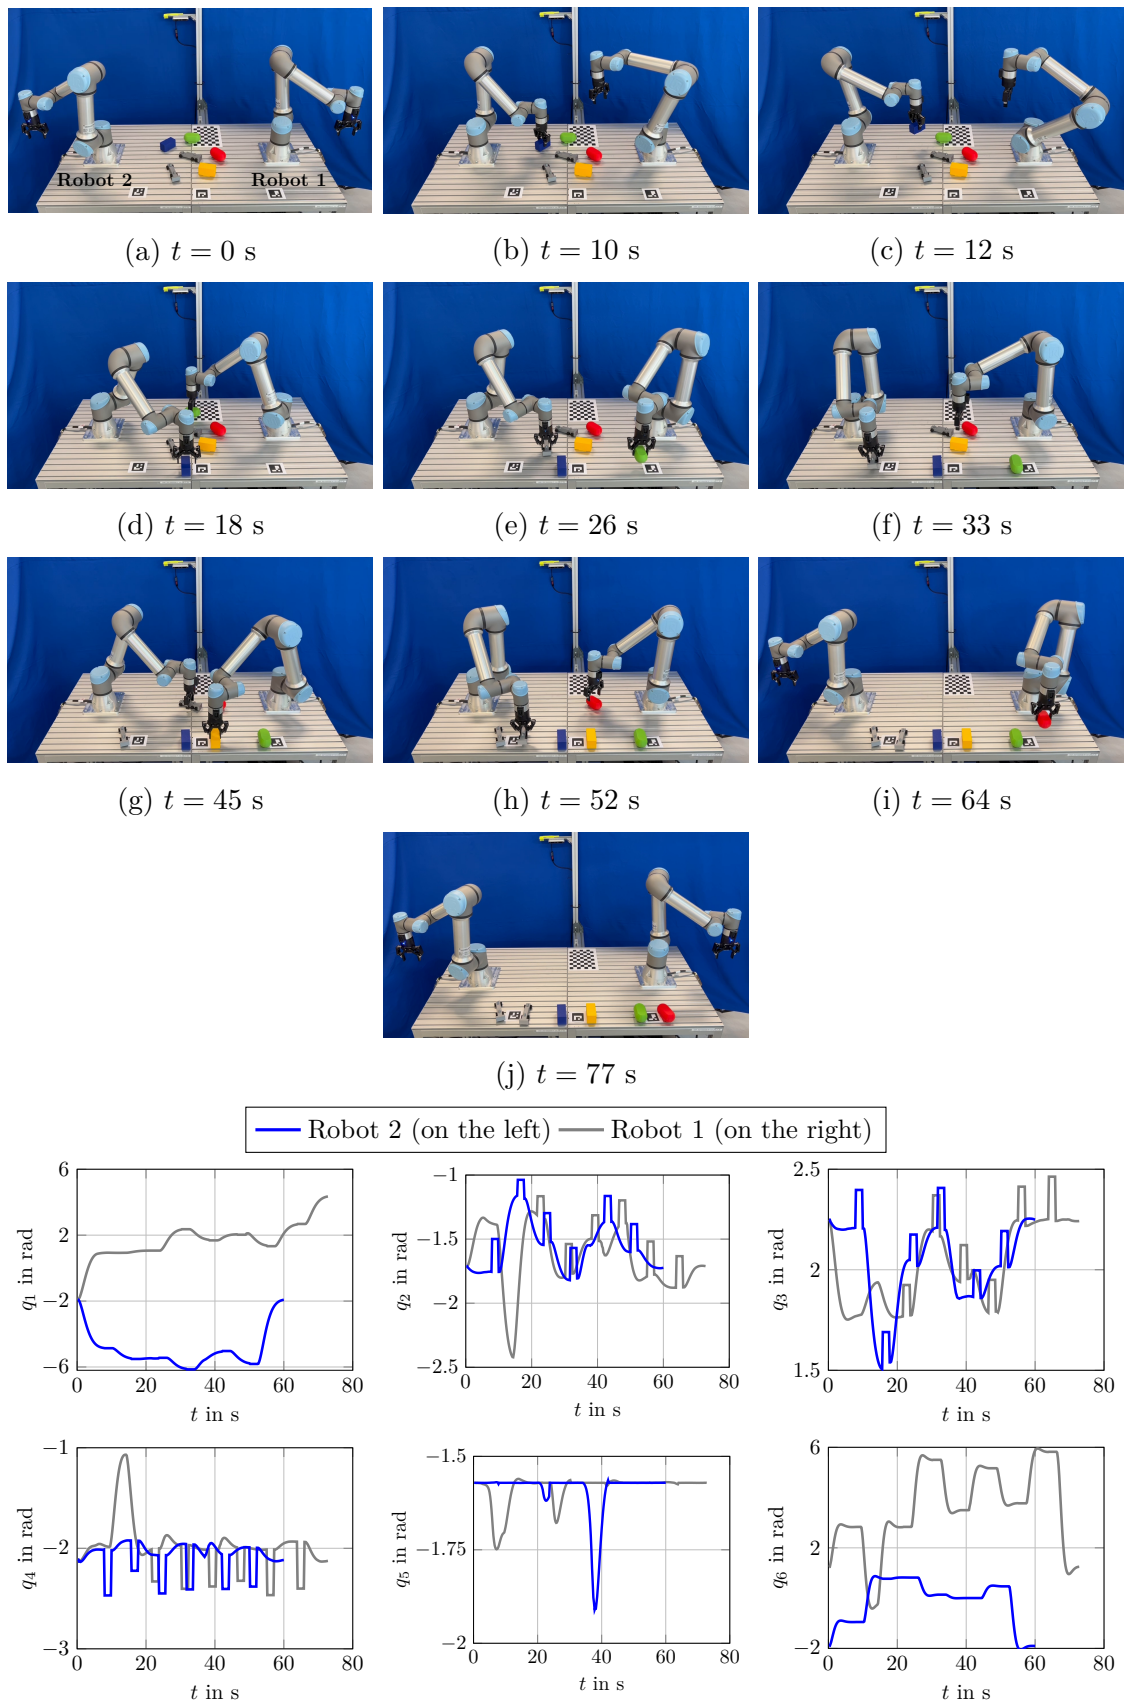 Robot 2
Robot 1
(a) t = 0 s
(b) t = 10 s
(c) t = 12 s
(d) t = 18 s
(e) t = 26 s
(f) t = 33 s
(g) t = 45 s
(h) t = 52 s
(i) t = 64 s
(j) t = 77 s
Robot 2 (on the left)
Robot 1 (on the right)
6
2
−2
−6
q1 in rad
0
20
40
60
80
t in s
−1
−1.5
−2
−2.5
q2 in rad
0
20
40
60
80
t in s
2.5
2
1.5
q3 in rad
0
20
40
60
80
t in s
−1
−2
−3
q4 in rad
0
20
40
60
80
t in s
−1.5
−1.75
−2
q5 in rad
0
20
40
60
80
t in s
6
2
−2
q6 in rad
0
20
40
60
80
t in s